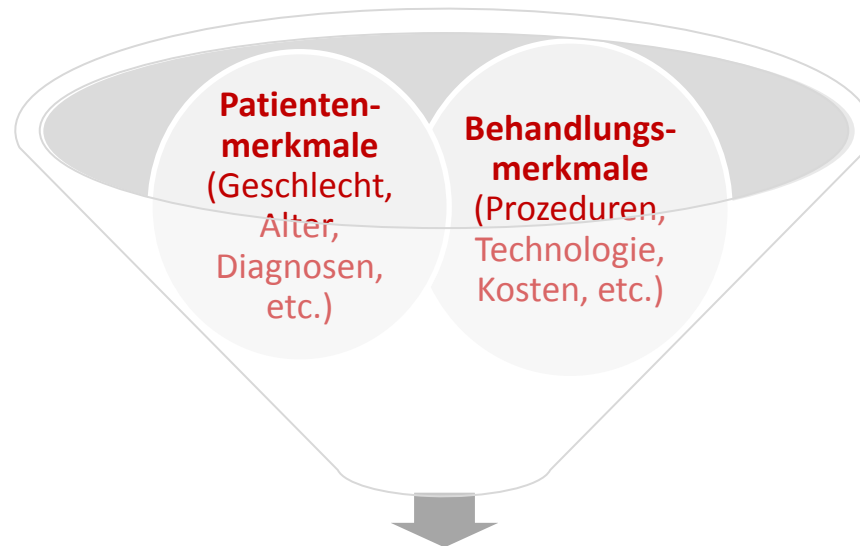 Patienten-
merkmale
(Geschlecht,
Alter,
Diagnosen,
etc.)
Behandlungs-
merkmale
(Prozeduren,
Technologie,
Kosten, etc.)